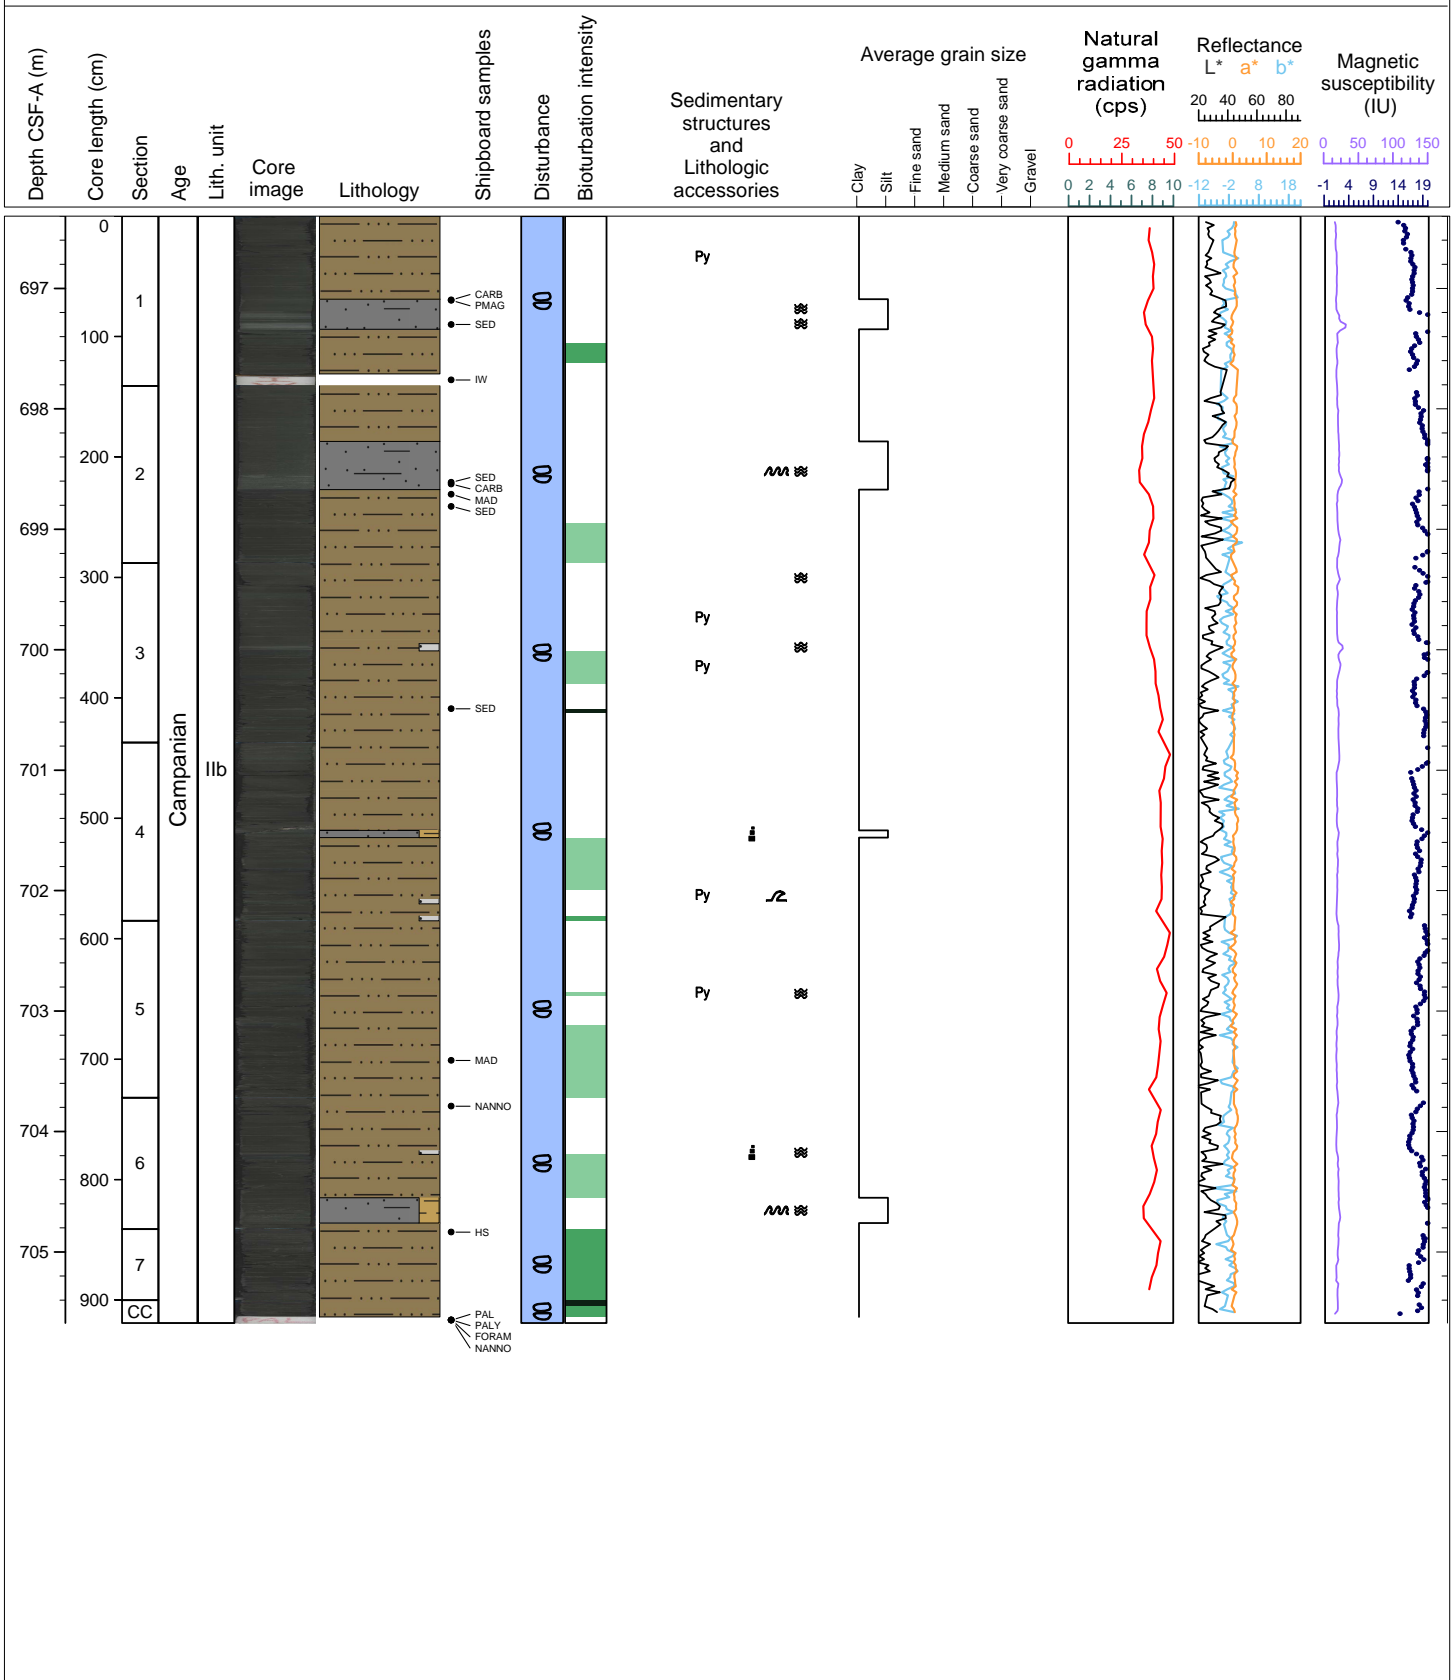 Depth CSF-A (m)
Core length (cm)
Section
Age
Lith. unit
Core
image
Lithology
Shipboard samples
Disturbance
Bioturbation intensity
Sedimentary
structures
and
Lithologic
accessories
Average grain size
Clay
Silt
Fine sand
Medium sand
Coarse sand
Very coarse sand
Gravel
Natural
gamma
radiation
(cps)
0 25 50
0 2 4 6 8 10
Reflectance
L* a* b*
20 40 60 80
-10 0 10 20
-12 -2 8 18
Magnetic
susceptibility
(IU)
0 50 100 150
-1 4 9 14 19
697
698
699
700
701
702
703
704
705
0
100
200
300
400
500
600
700
800
900
1
2
3
4
5
6
7
CC
Campanian
IIb
CARB
PMAG
SED
IW
SED
CARB
MAD
SED
SED
MAD
NANNO
HS
PAL
PALY
FORAM
NANNO
Py
Py
Py
Py
Py